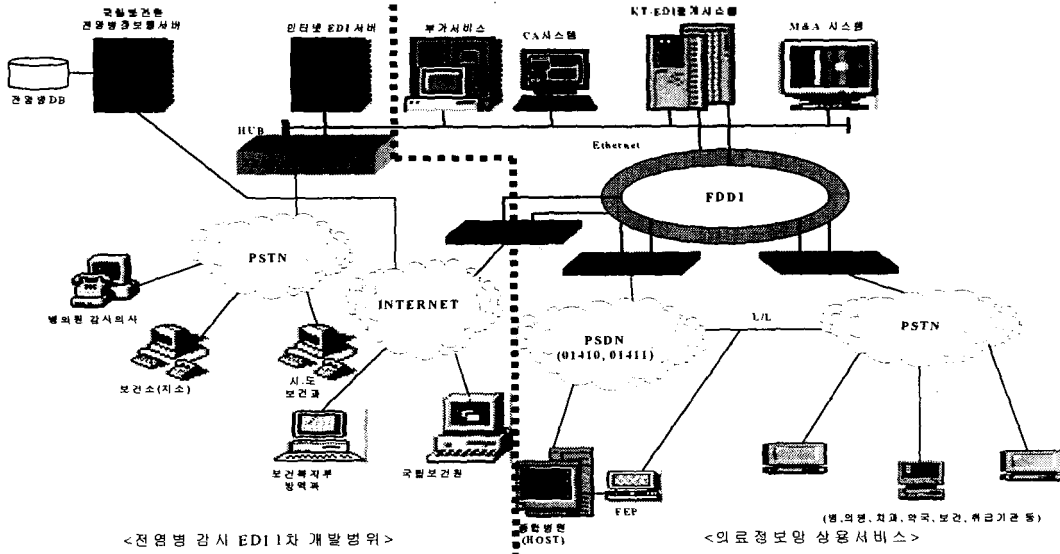 국립보건원
전염병정보웹서버
전염병DB
인터넷 EDI 서버
부가서비스
CA시스템
KT-EDI중계시스템
M&A 시스템
HUB
Ethernet
FDDI
PSTN
INTERNET
병의원 감시의사
보건소(지소)
시.도
보건과
보건복지부
방역과
국립보건원
PSDN
(01410, 01411)
L/L
PSTN
종합병원
(HOST)
FEP
(병,의병,치과,약국,보건,취급기관 등)
<전염병 감시 EDI 1차 개발범위>
<의료정보망 상용서비스>